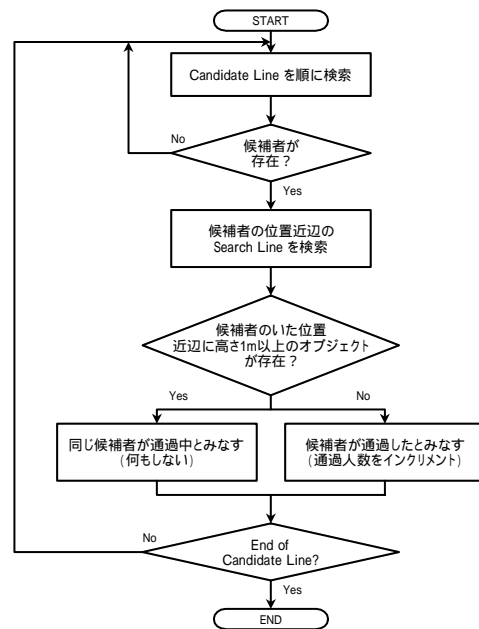 START
Candidate Line を順に検索
No
候補者が
存在？
Yes
候補者の位置近辺の
Search Line を検索
候補者のいた位置
近辺に高さ1m以上のオブジェクト
が存在？
Yes
No
同じ候補者が通過中とみなす
(何もしない)
候補者が通過したとみなす
(通過人数をインクリメント)
No
End of
Candidate Line?
Yes
END